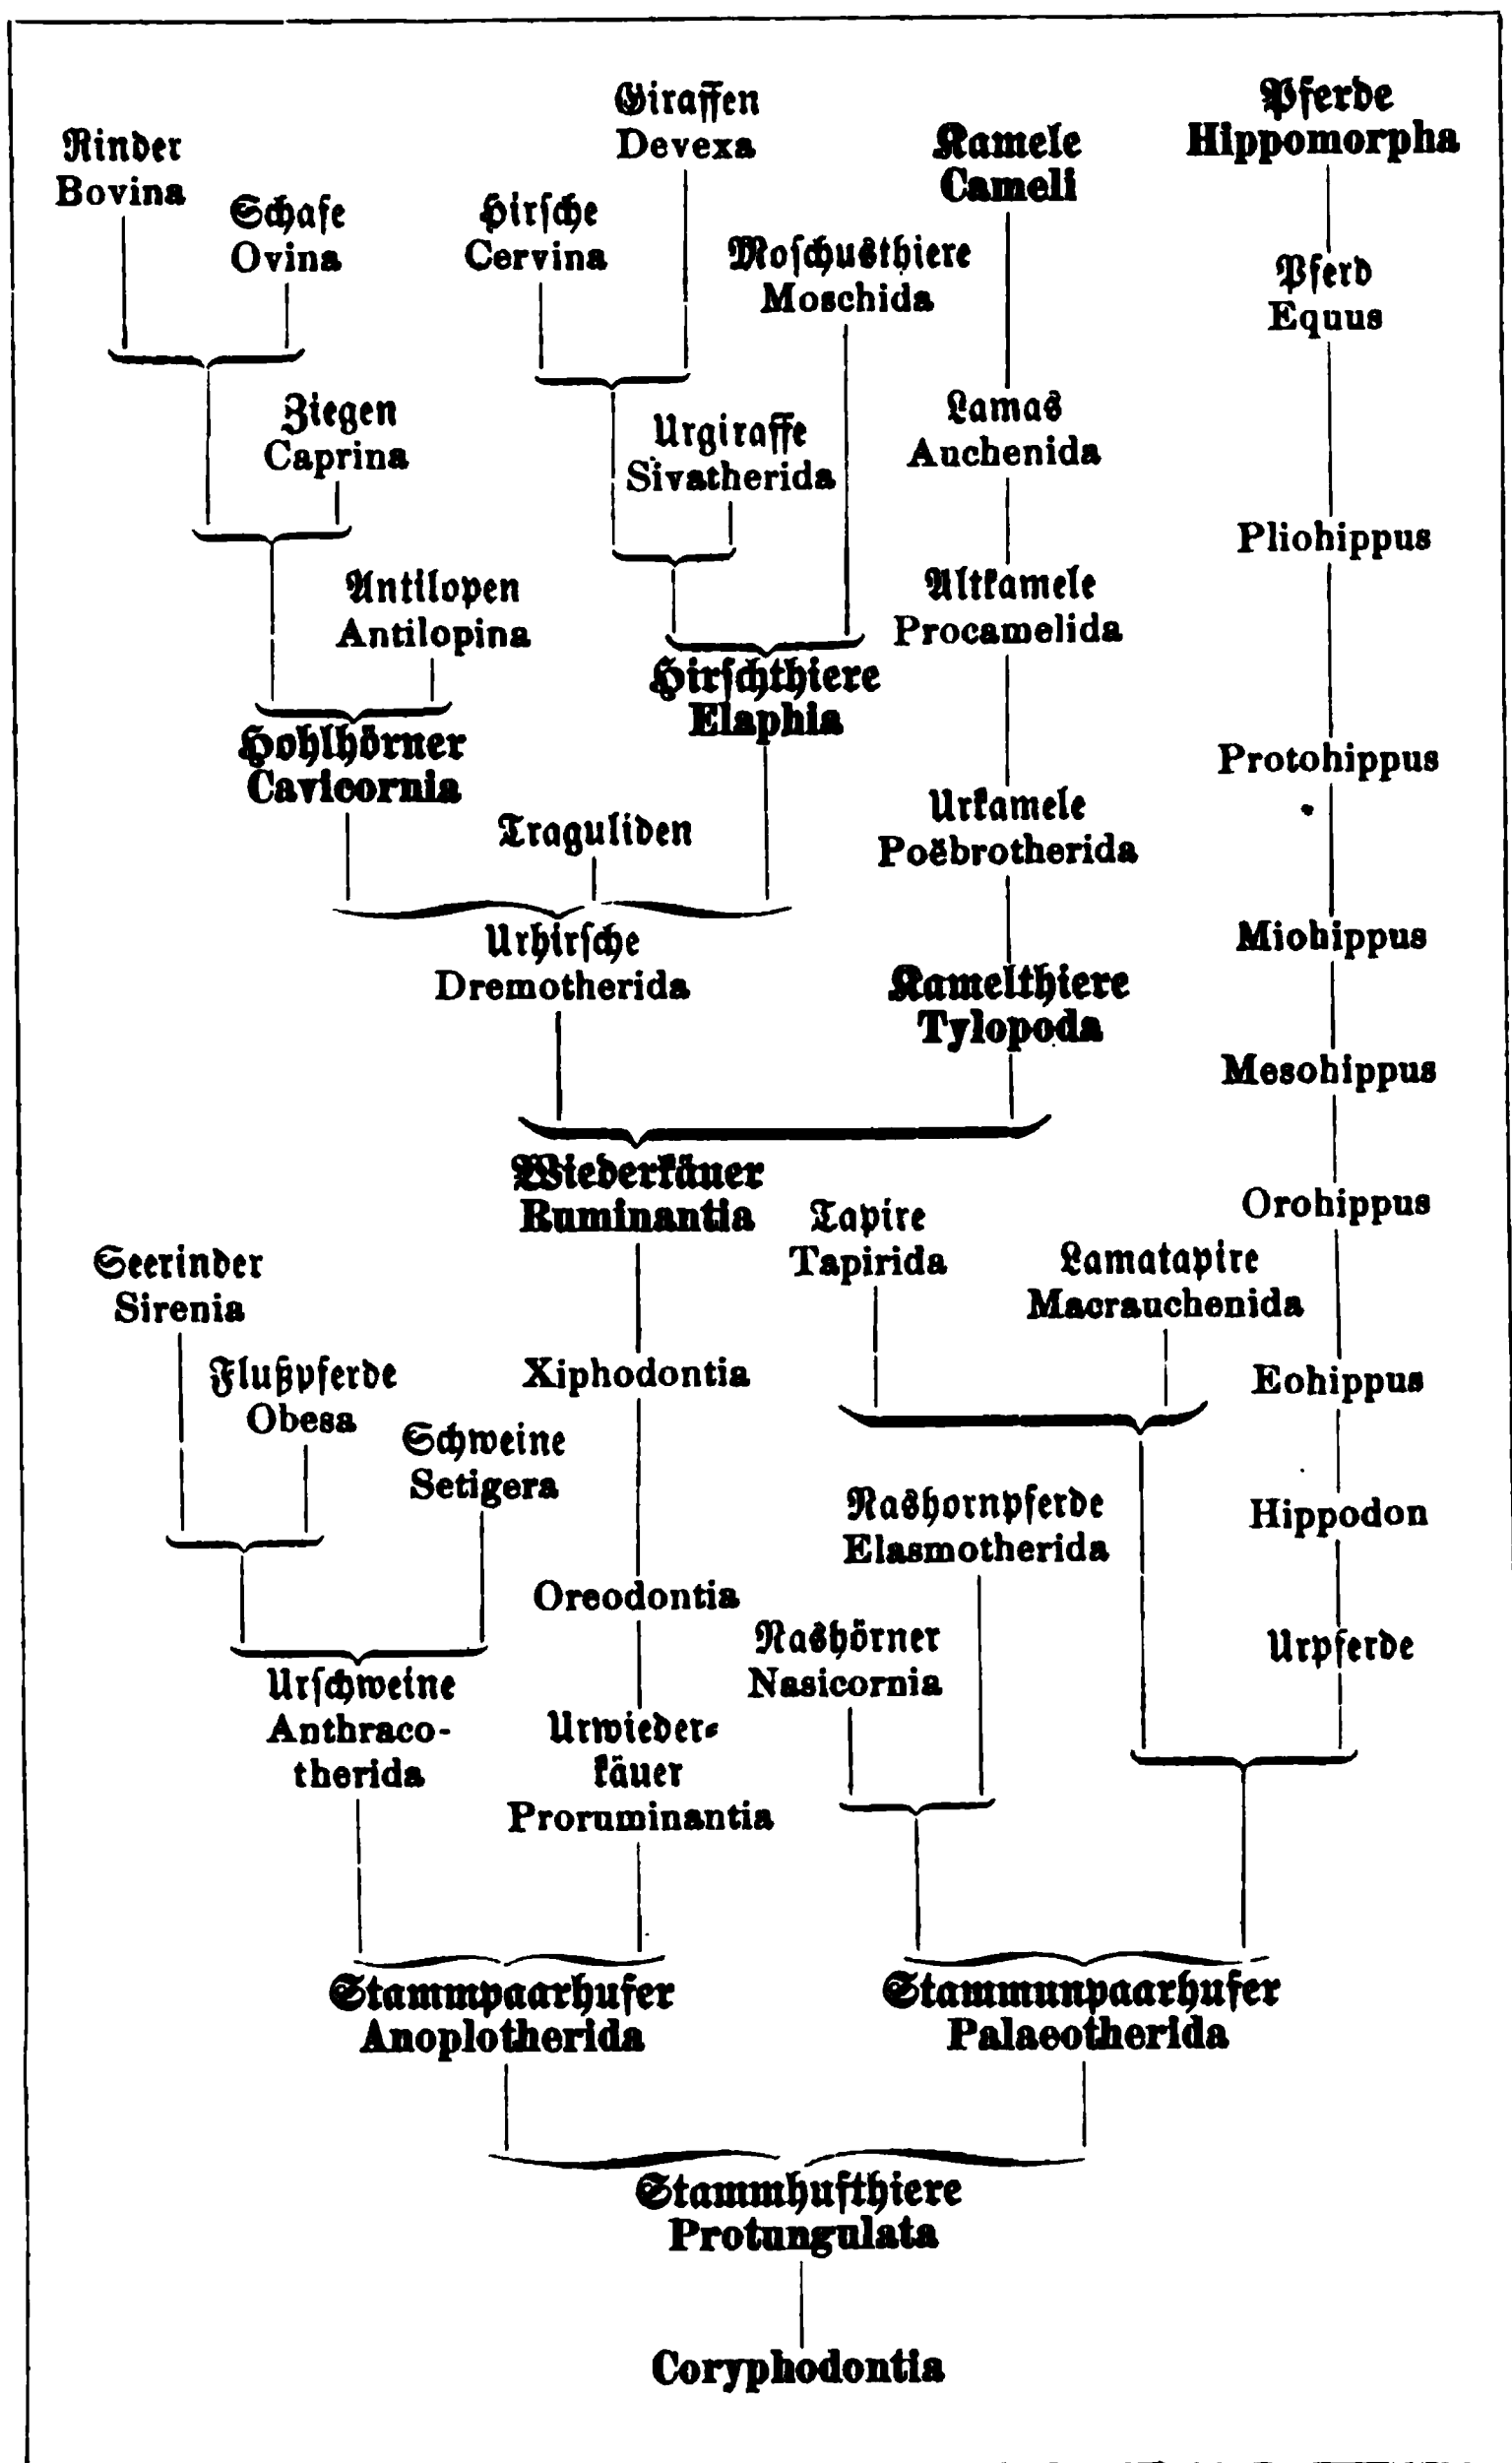 Giraffen
Devexa
Pferde
Hippomorpha
Rinder
Bovina
Kamele
Cameli
Schafe
Ovina
Hirsche
Cervina
Moschusthiere
Moschida
Pferd
Equus
Ziegen
Caprina
Urgiraffe
Sivatherida
Lamas
Auchenida
Pliohippus
Antilopen
Antilopina
Altkamele
Procamelida
Hirschthiere
Elaphia
Hohlhörner
Cavicornia
Protohippus
Traguliden
Urkamele
Poëbrotherida
Urhirsche
Dremotherida
Miohippus
Kamelthiere
Tylopoda
Mesohippus
Wiederkäuer
Ruminantia
Tapire
Tapirida
Orohippus
Seerinder
Sirenia
Lamatapire
Macrauchenida
Flußpferde
Obesa
Xiphodontia
Eohippus
Schweine
Setigera
Nashornpferde
Elasmotherida
Hippodon
Oreodontia
Nashörner
Nasicornia
Urpferde
Urschweine
Anthraco-
therida
Urwieder-
käuer
Proruminantia
Stammpaarhufer
Anoplotherida
Stammunpaarhufer
Palaeotherida
Stammhufthiere
Protungulata
Coryphodontia